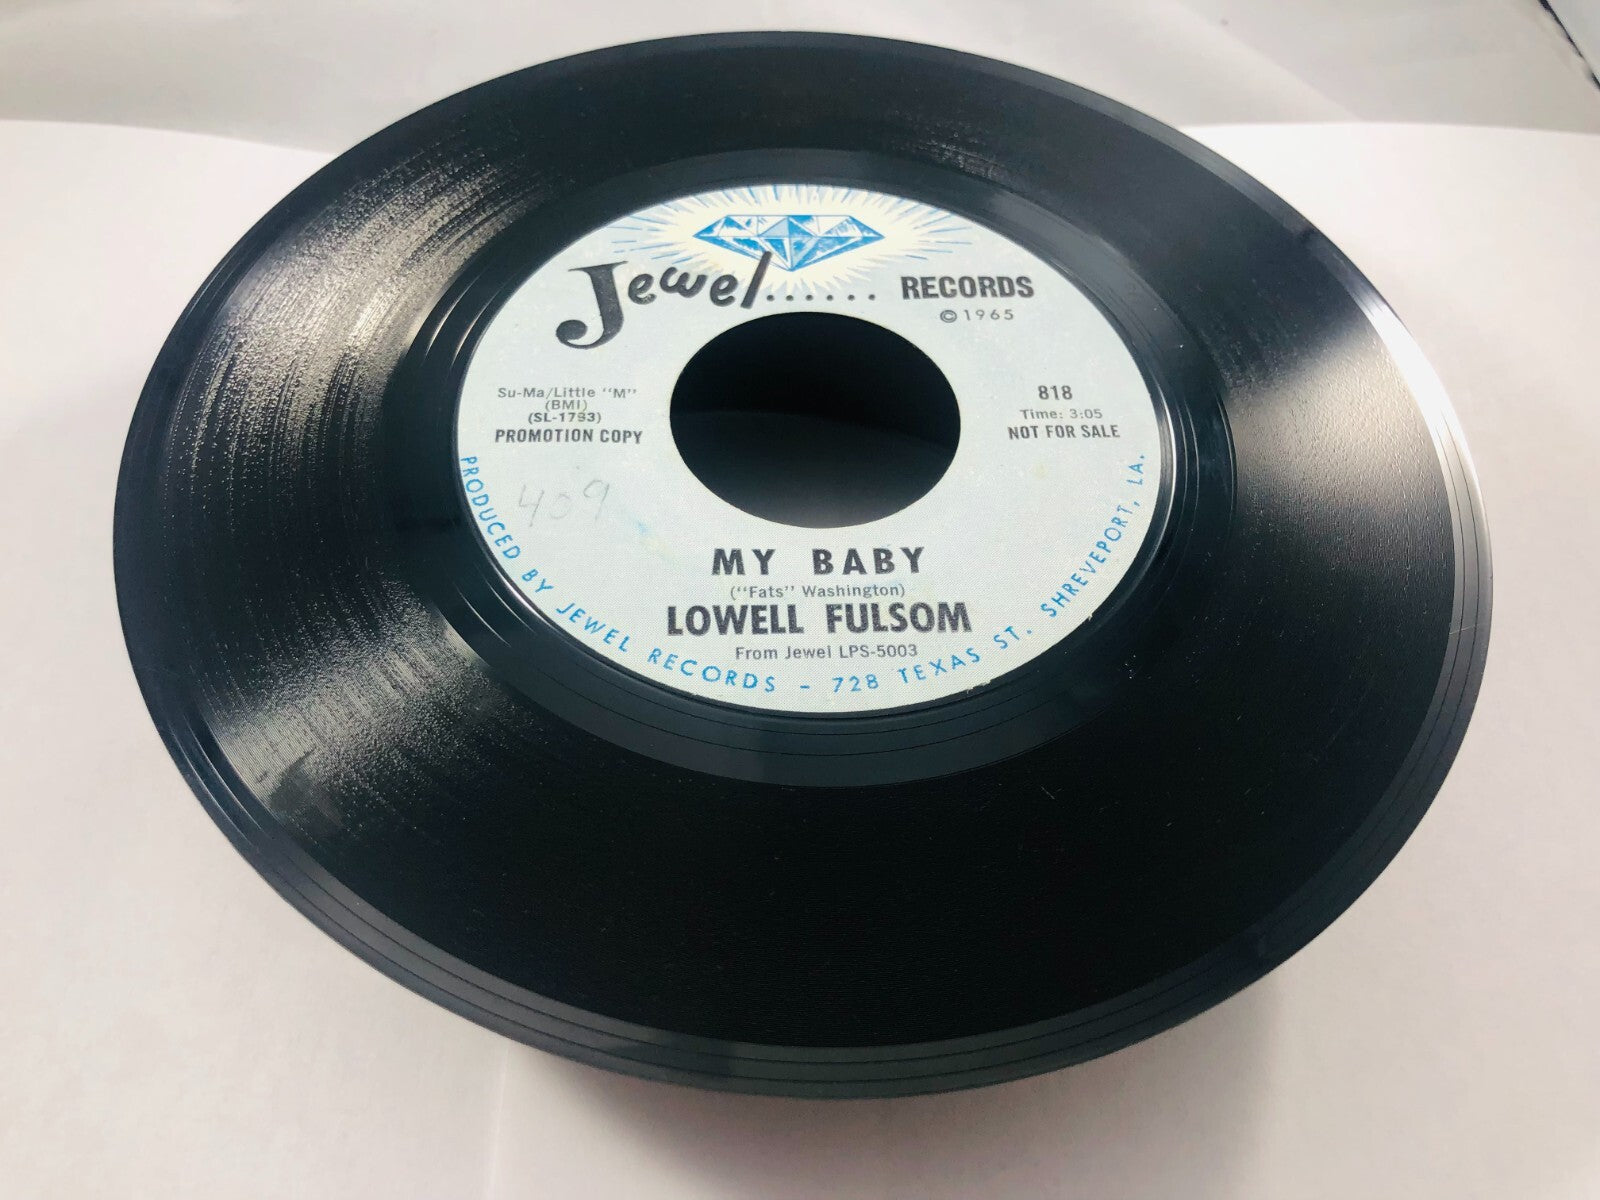 Jewel...... RECORDS
©1965
Su-Ma/Little "M"
(BMI)
(SL-1793)
PROMOTION COPY
818
Time: 3:05
NOT FOR SALE
409
MY BABY
("Fats" Washington)
LOWELL FULSOM
From Jewel LPS-5003
PRODUCED BY JEWEL RECORDS - 728 TEXAS ST. SHREVEPORT, LA.